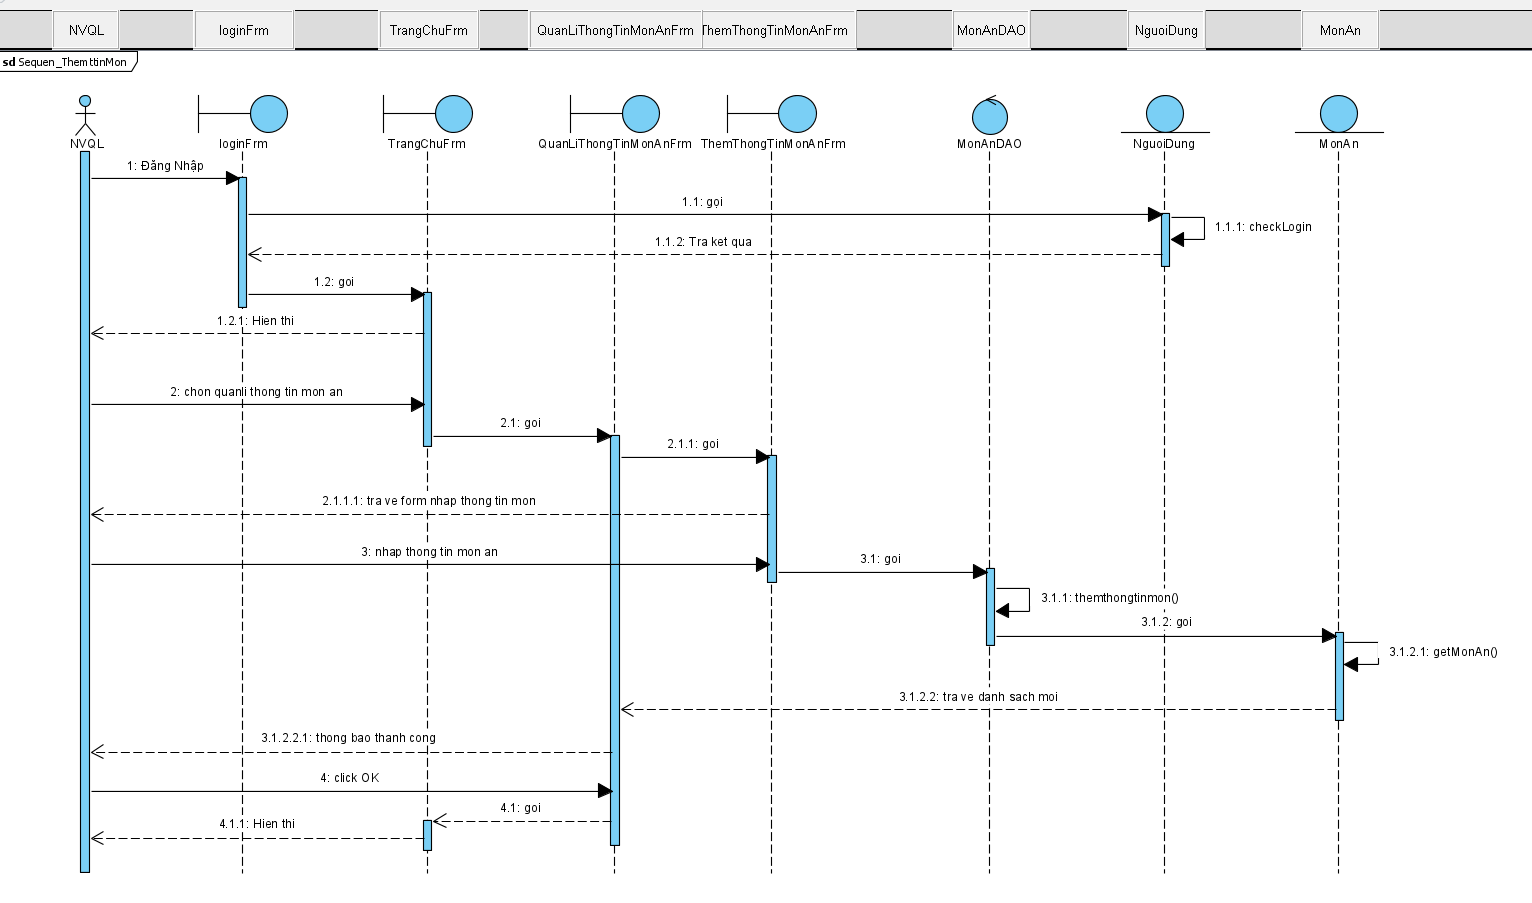 NVQL
loginFrm
TrangChuFrm
QuanLiThongTinMonAnFrm
ThemThongTinMonAnFrm
MonAnDAO
NguoiDung
MonAn
sd Sequen_ThemttinMon
NVQL
loginFrm
TrangChuFrm
QuanLiThongTinMonAnFrm
ThemThongTinMonAnFrm
MonAnDAO
NguoiDung
MonAn
1: Đăng Nhập
1.1: gọi
1.1.1: checkLogin
1.1.2: Tra ket qua
1.2: goi
1.2.1: Hien thi
2: chon quanli thong tin mon an
2.1: goi
2.1.1: goi
2.1.1.1: tra ve form nhap thong tin mon
3: nhap thong tin mon an
3.1: goi
3.1.1: themthongtinmon()
3.1.2: goi
3.1.2.1: getMonAn()
3.1.2.2: tra ve danh sach moi
3.1.2.2.1: thong bao thanh cong
4: click OK
4.1: goi
4.1.1: Hien thi